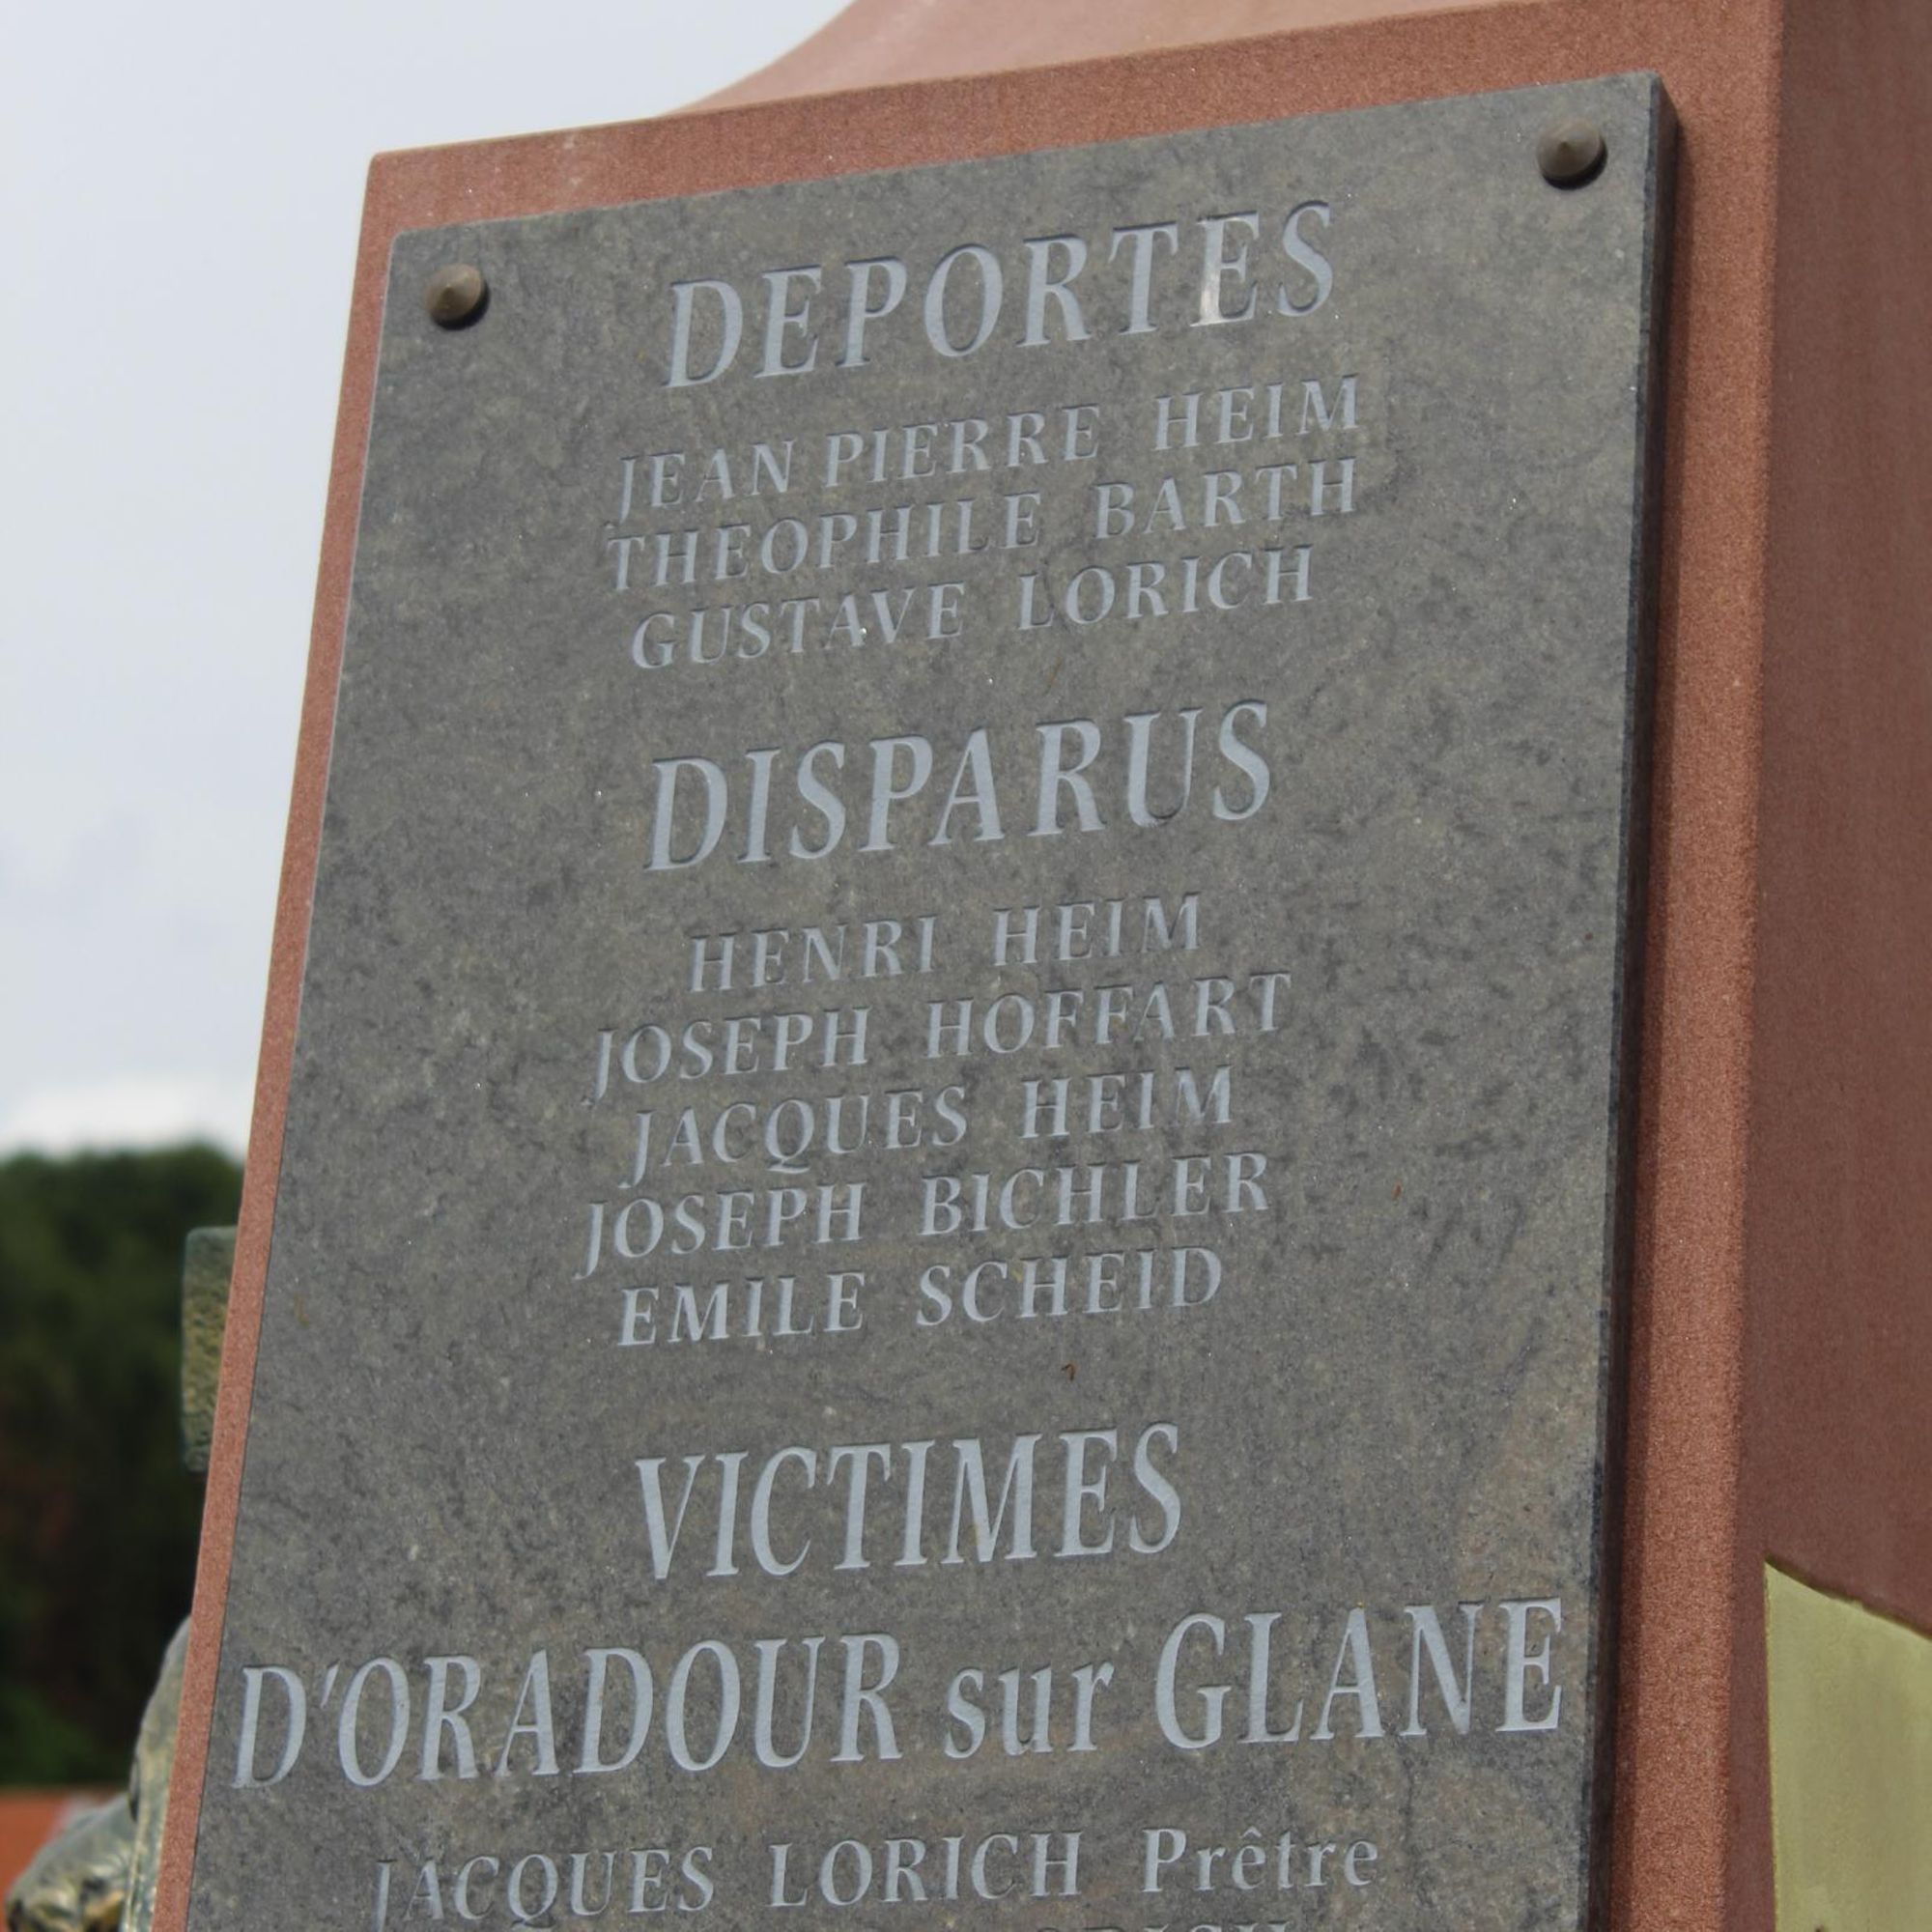 DEPORTES
JEAN PIERRE HEIM
THEOPHILE BARTH
GUSTAVE LORICH
DISPARUS
HENRI HEIM
JOSEPH HOFFART
JACQUES HEIM
JOSEPH BICHLER
EMILE SCHEID
VICTIMES
D'ORADOUR sur GLANE
JACQUES LORICH Prêtre